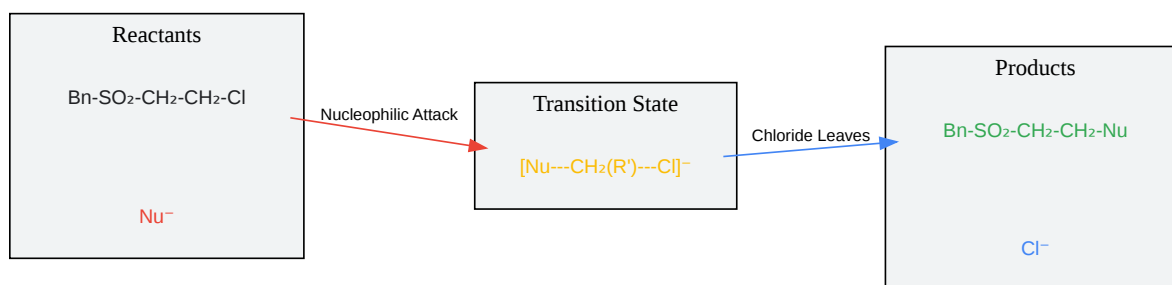 Reactants
Bn-SO₂-CH₂-CH₂-Cl
Nu⁻
Nucleophilic Attack
Transition State
[Nu---CH₂(R')---Cl]⁻
Chloride Leaves
Products
Bn-SO₂-CH₂-CH₂-Nu
Cl⁻